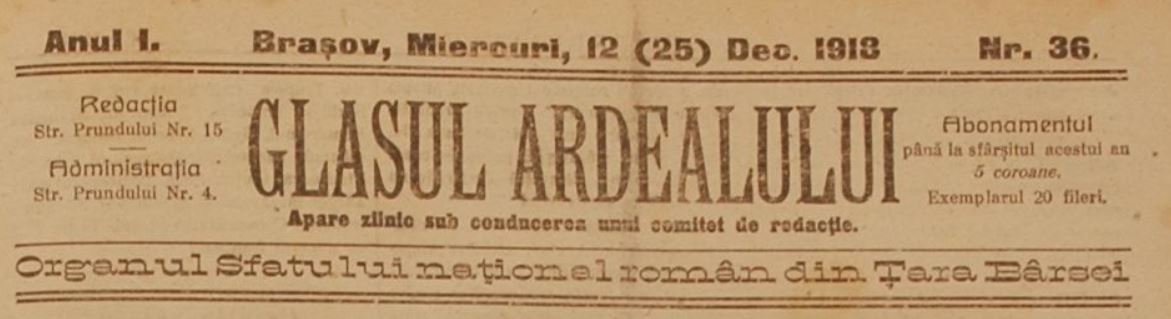 Anul I. Brașov, Miercuri, 12 (25) Dec. 1918 Nr. 36.
Redacția
Str. Prundului Nr. 15
Administrația
Str. Prundului Nr. 4.
GLASUL ARDEALULUI
Apare zilnic sub conducerea unui comitet de redacție.
Abonamentul
până la sfârșitul acestui an
5 coroane.
Exemplarul 20 fileri.
Organul Sfatului național român din Țara Bârsei